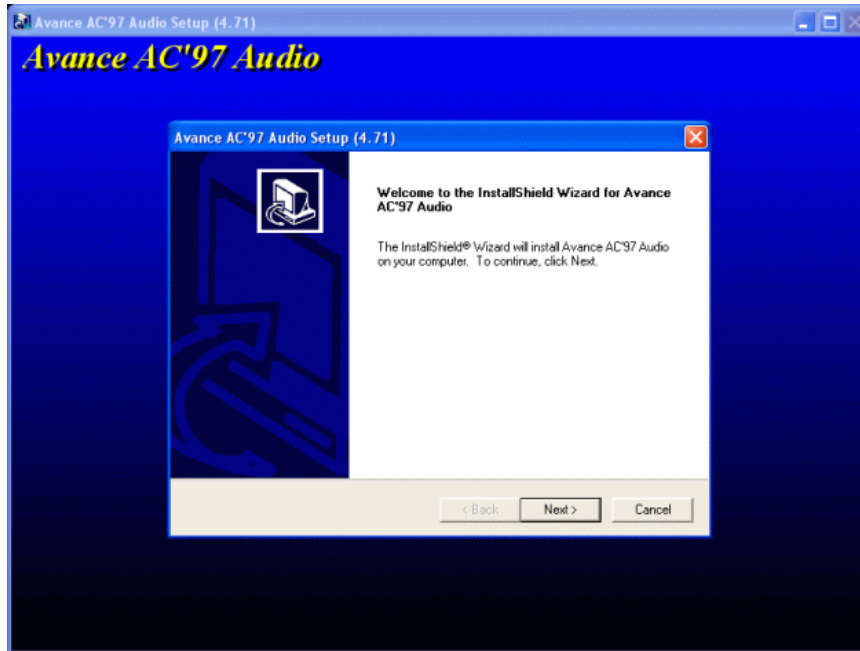 Avance AC'97 Audio Setup (4.71)
Avance AC'97 Audio
Avance AC'97 Audio Setup (4.71)
Welcome to the InstallShield Wizard for Avance
AC'97 Audio
The InstallShield® Wizard will install Avance AC'97 Audio
on your computer. To continue, click Next.
< Back Next > Cancel